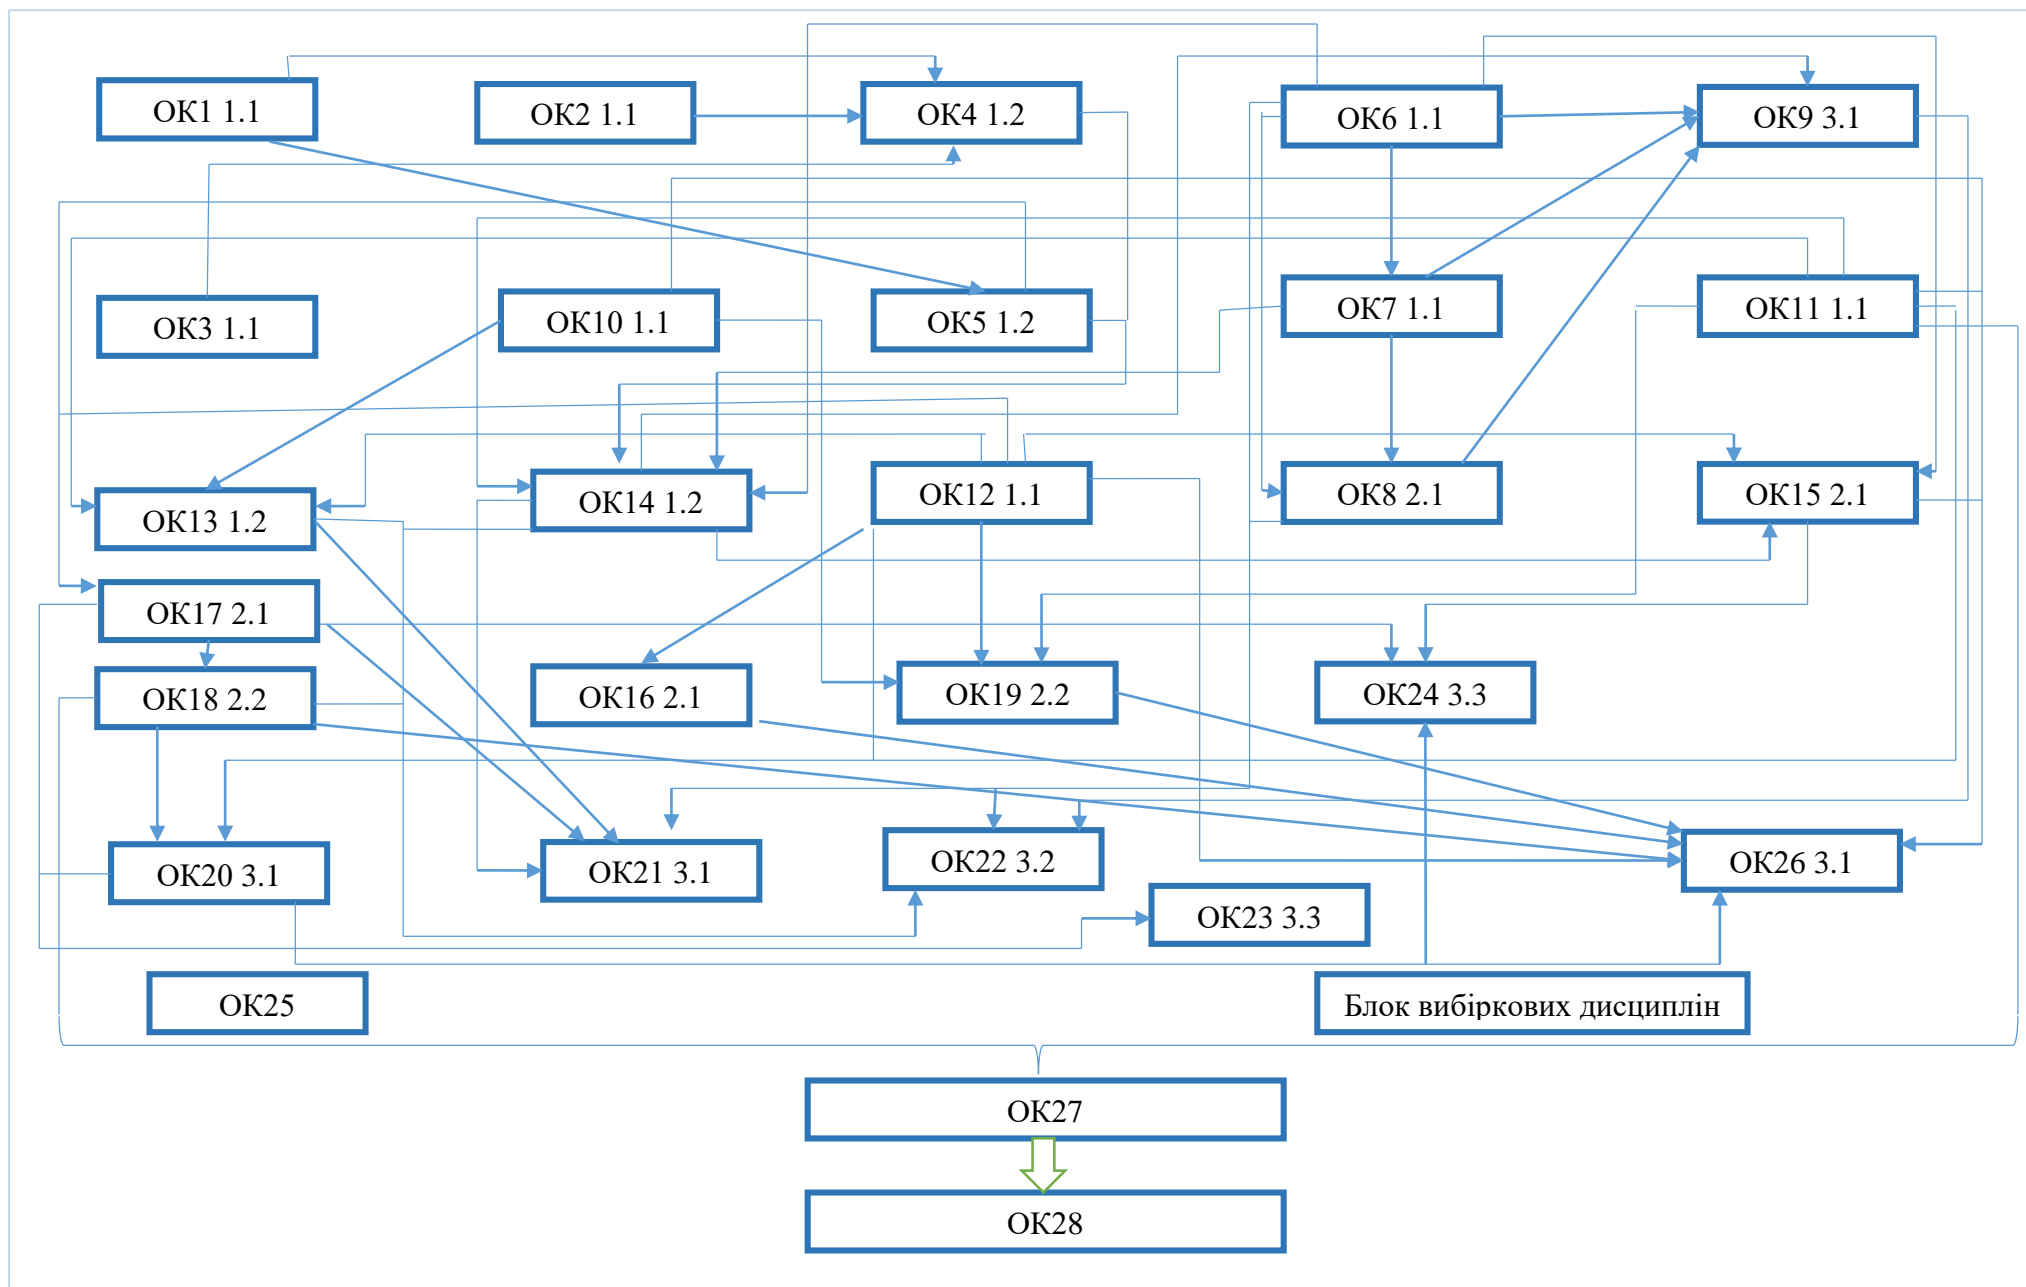 ОК1 1.1
ОК2 1.1
ОК4 1.2
ОК6 1.1
ОК9 3.1
ОК3 1.1
ОК10 1.1
ОК5 1.2
ОК7 1.1
ОК11 1.1
ОК13 1.2
ОК14 1.2
ОК12 1.1
ОК8 2.1
ОК15 2.1
ОК17 2.1
ОК18 2.2
ОК16 2.1
ОК19 2.2
ОК24 3.3
ОК20 3.1
ОК21 3.1
ОК22 3.2
ОК26 3.1
ОК23 3.3
ОК25
Блок вибіркових дисциплін
ОК27
ОК28